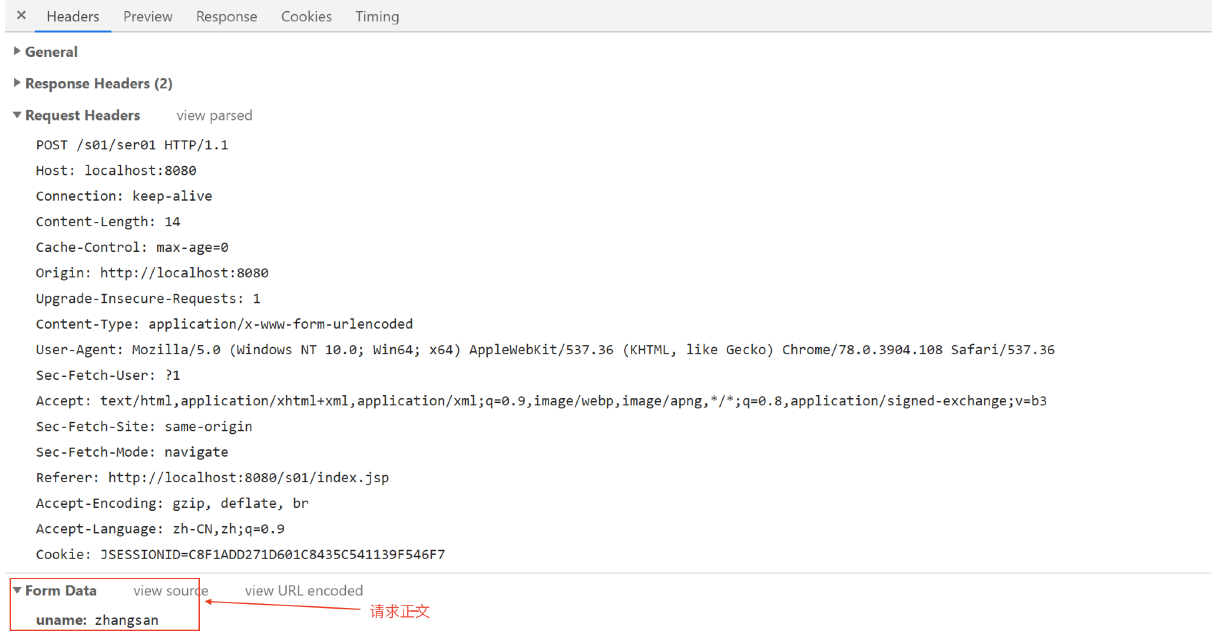 × Headers Preview Response Cookies Timing
General
Response Headers (2)
Request Headers view parsed
POST /s01/ser01 HTTP/1.1
Host: localhost:8080
Connection: keep-alive
Content-Length: 14
Cache-Control: max-age=0
Origin: http://localhost:8080
Upgrade-Insecure-Requests: 1
Content-Type: application/x-www-form-urlencoded
User-Agent: Mozilla/5.0 (Windows NT 10.0; Win64; x64) AppleWebKit/537.36 (KHTML, like Gecko) Chrome/78.0.3904.108 Safari/537.36
Sec-Fetch-User: ?1
Accept: text/html,application/xhtml+xml,application/xml;q=0.9,image/webp,image/apng,*/*;q=0.8,application/signed-exchange;v=b3
Sec-Fetch-Site: same-origin
Sec-Fetch-Mode: navigate
Referer: http://localhost:8080/s01/index.jsp
Accept-Encoding: gzip, deflate, br
Accept-Language: zh-CN,zh;q=0.9
Cookie: JSESSIONID=C8F1ADD271D601C8435C541139F546F7
Form Data view source view URL encoded
请求正文
uname: zhangsan